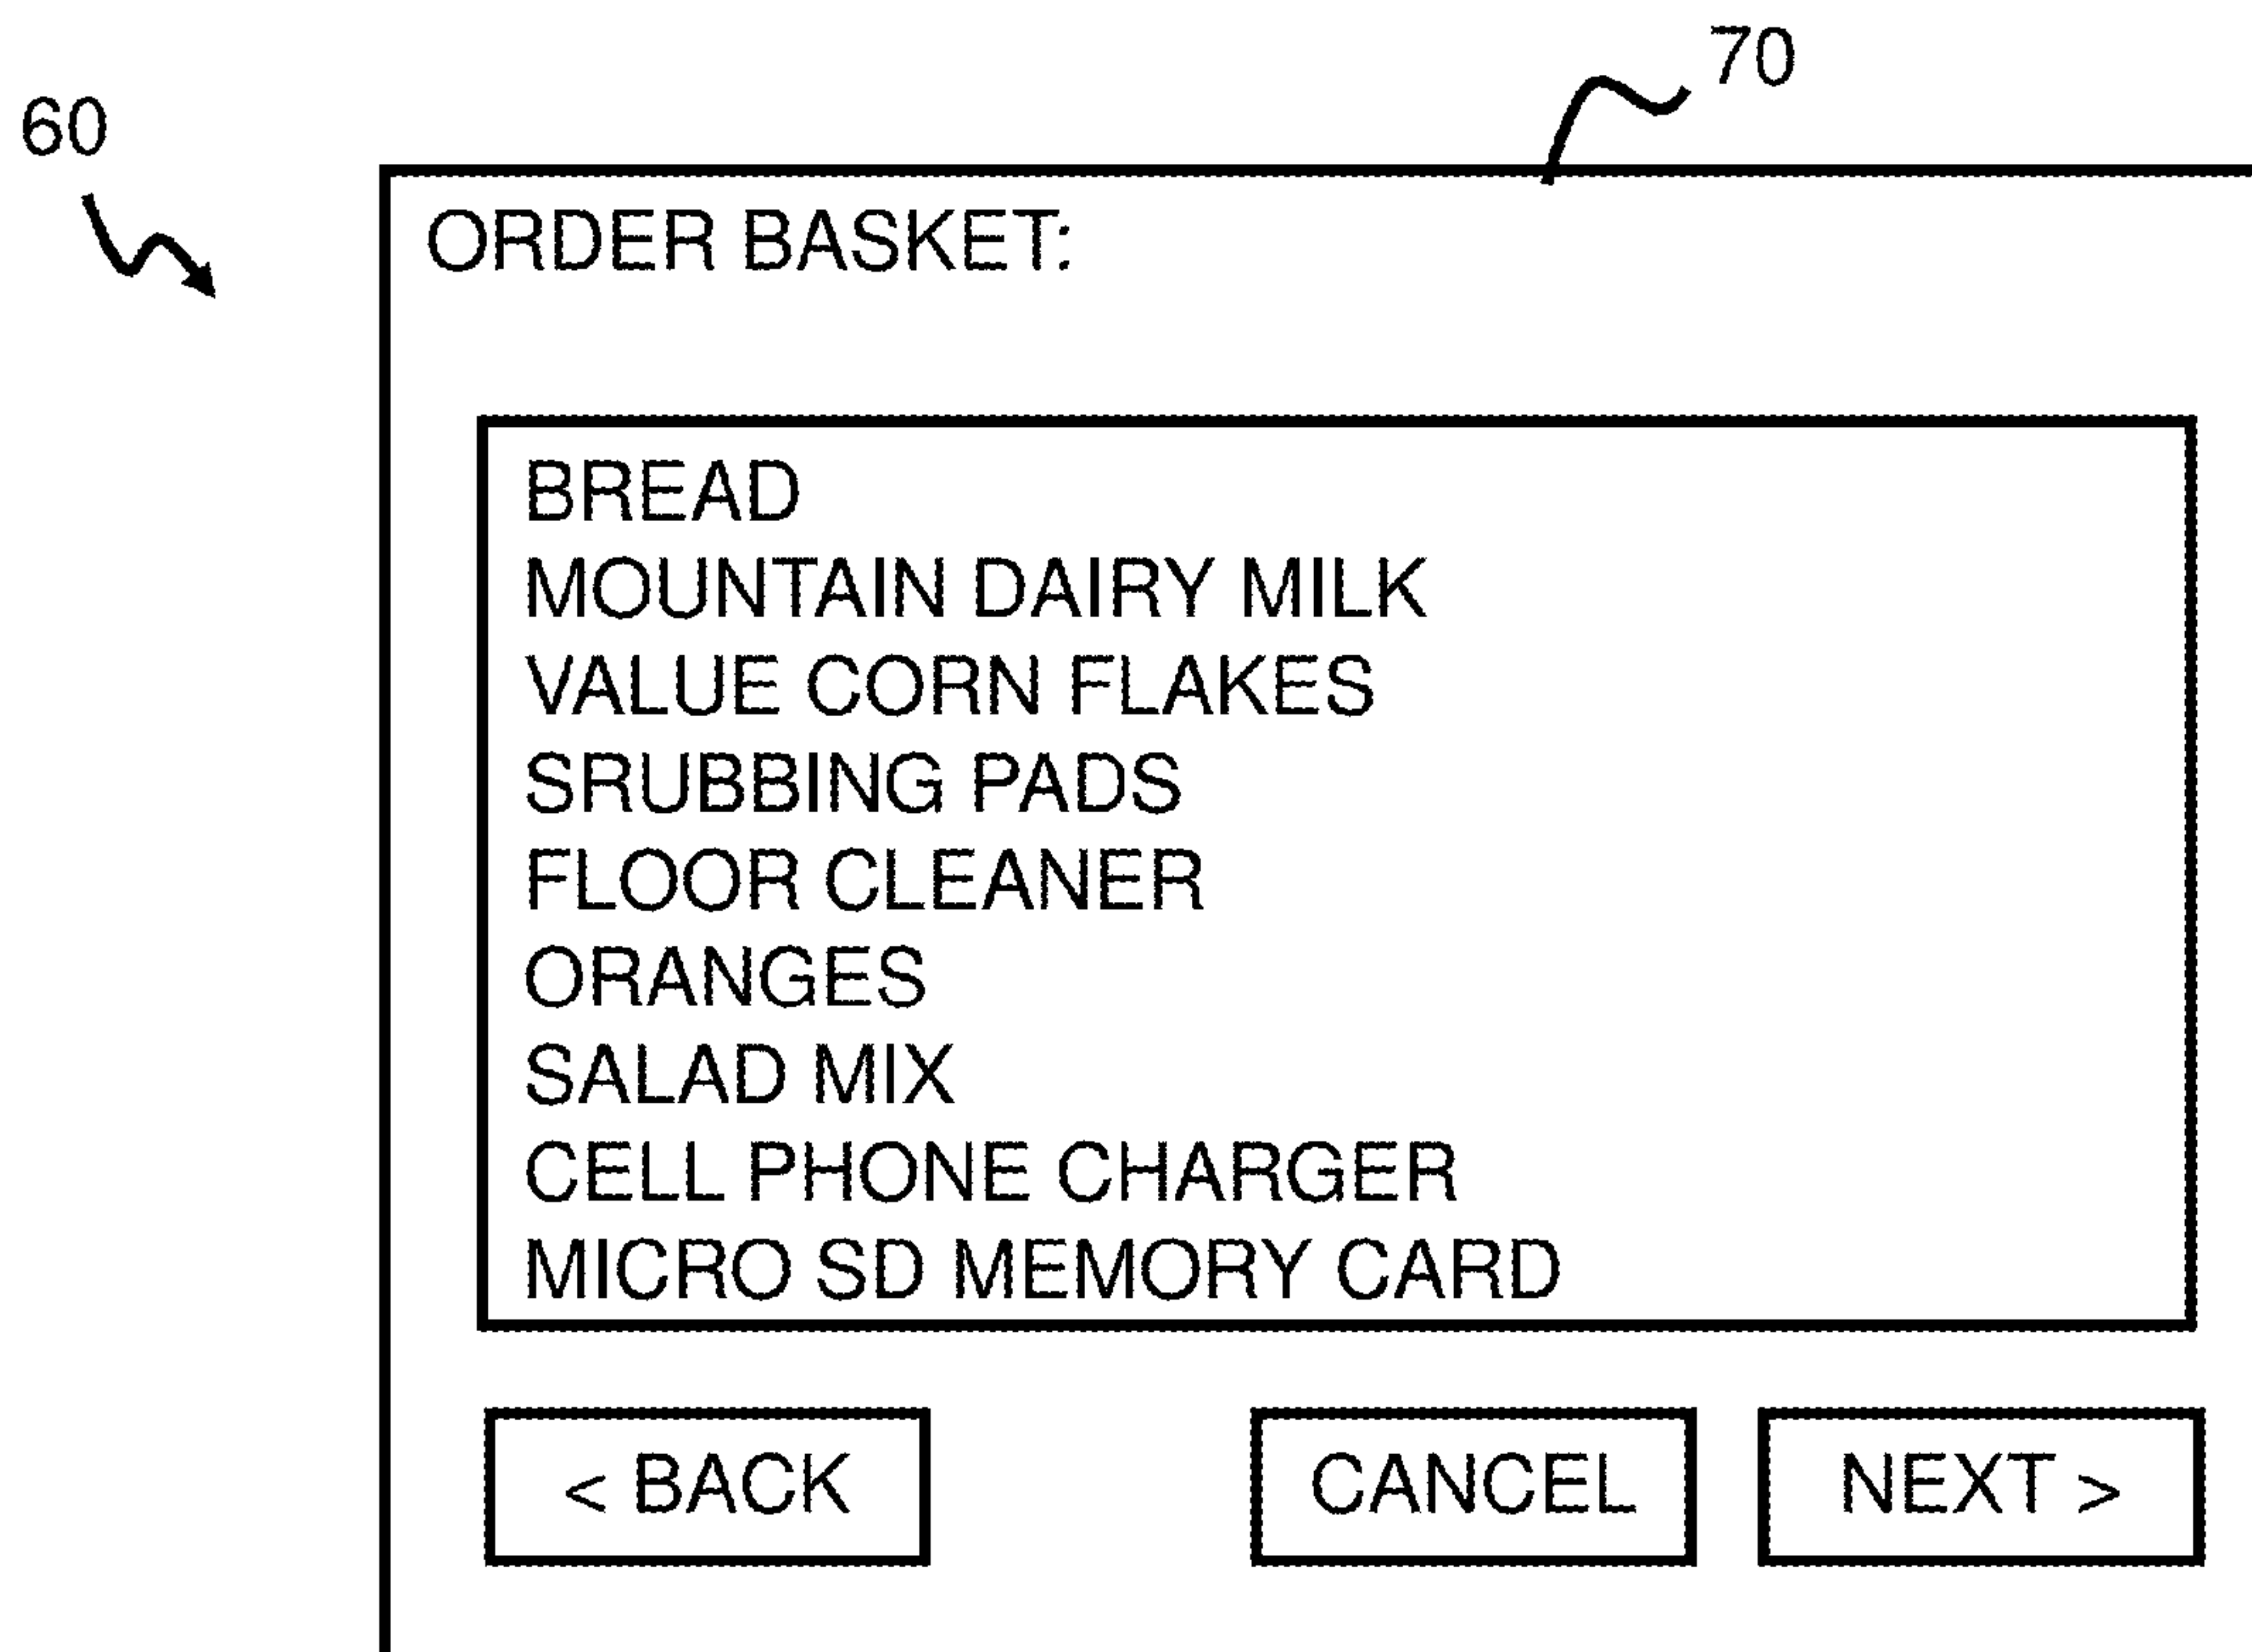 70
60
ORDER BASKET:
BREAD
MOUNTAIN DAIRY MILK
VALUE CORN FLAKES
SRUBBING PADS
FLOOR CLEANER
ORANGES
SALAD MIX
CELL PHONE CHARGER
MICRO SD MEMORY CARD
< BACK CANCEL NEXT >